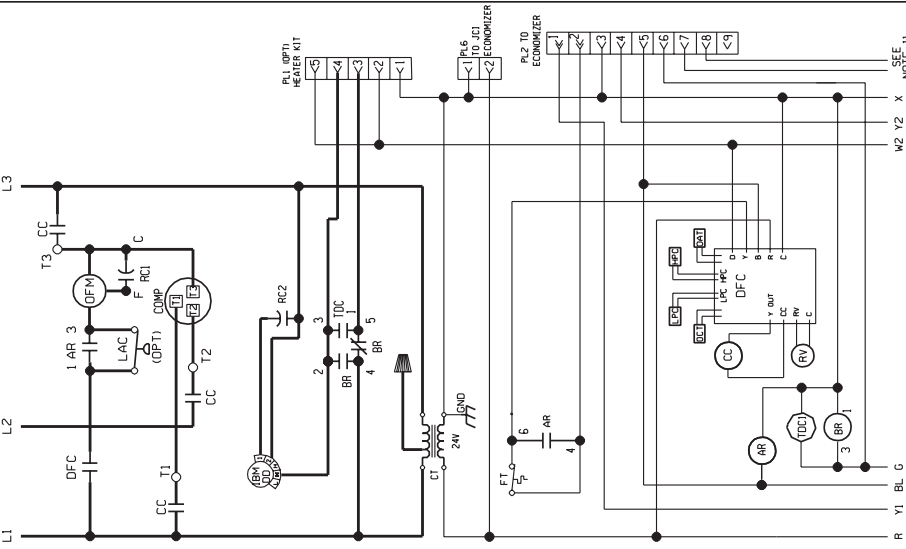 PL1 (OPT)
HEATER KIT
<5
<4
<3
<2
<1
PL6
TO JCI
ECONOMIZER
<1
<2
PL2 TO
ECONOMIZER
<1
<2
<3
<4
<5
<6
<7
<8
<9
SEE
X
Y2
W2
L3
CC
T3
C
OFM
RC1
F
COMP
T1
T2
T3
1 AR 3
LAC
(OPT)
T2
CC
L2
DFC
T1
CC
L1
RC2
3
TDC
1
2
BR
5
BR
4
IBM
CT
24V
GND
6
AR
4
FT
OCT
LPC
HPC
DAT
LPC
HPC
DFC
D
Y
B
R
C
Y OUT
CC
RV
C
CC
RV
AR
TDC1
BR
1
3
G
BL
Y1
R